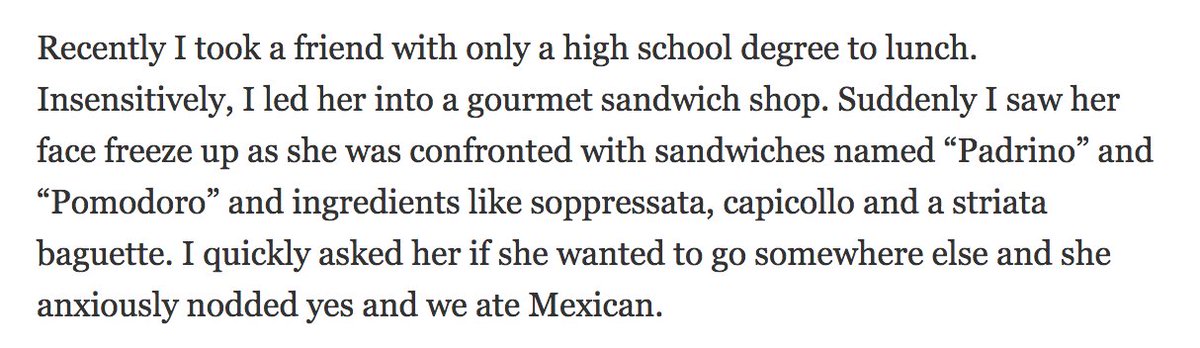 Recently I took a friend with only a high school degree to lunch.
Insensitively, I led her into a gourmet sandwich shop. Suddenly I saw her
face freeze up as she was confronted with sandwiches named “Padrino” and
“Pomodoro” and ingredients like soppressata, capicollo and a striata
baguette. I quickly asked her if she wanted to go somewhere else and she
anxiously nodded yes and we ate Mexican.